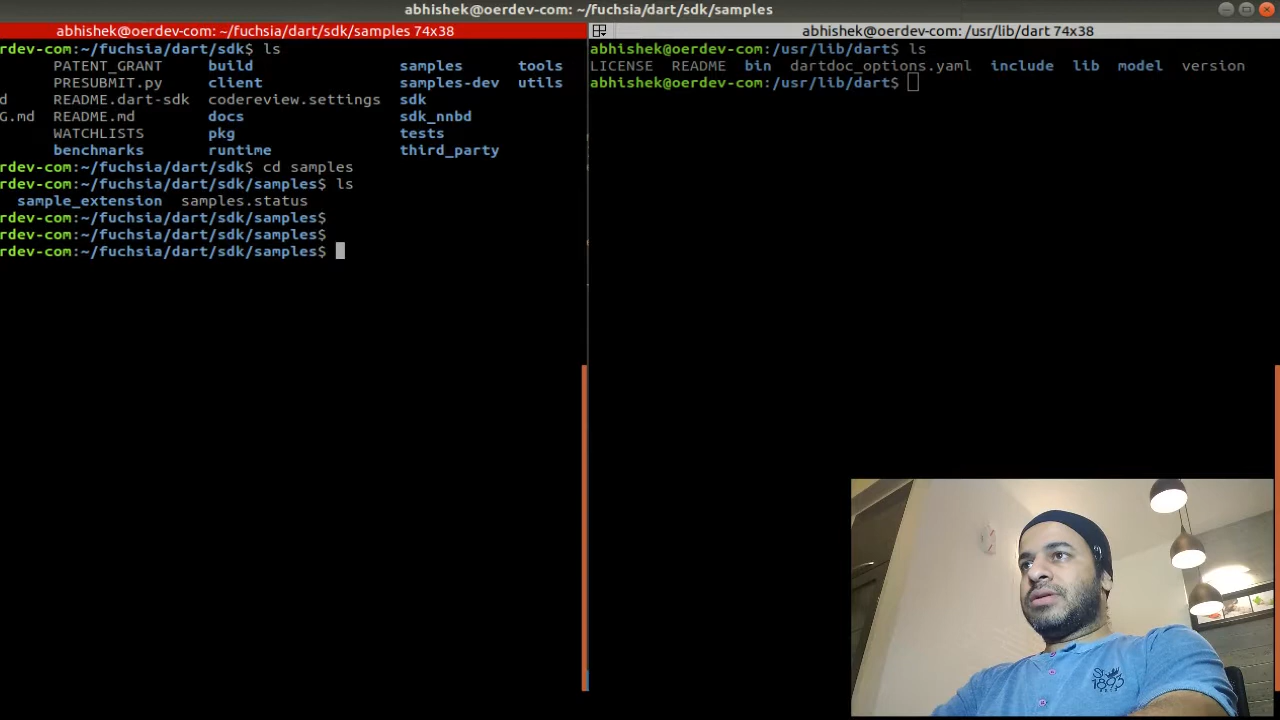 abhishek@oerdev-com: ~/fuchsia/dart/sdk/samples
abhishek@oerdev-com: ~/fuchsia/dart/sdk/samples 74x38
rdev-com:~/fuchsia/dart/sdk$ ls
PATENT_GRANT build samples tools
PRESUBMIT.py client samples-dev utils
d README.dart-sdk codereview.settings sdk
G.md README.md docs sdk_nnbd
WATCHLISTS pkg tests
benchmarks runtime third_party
rdev-com:~/fuchsia/dart/sdk$ cd samples
rdev-com:~/fuchsia/dart/sdk/samples$ ls
sample_extension samples.status
rdev-com:~/fuchsia/dart/sdk/samples$
rdev-com:~/fuchsia/dart/sdk/samples$
rdev-com:~/fuchsia/dart/sdk/samples$
abhishek@oerdev-com: /usr/lib/dart 74x38
abhishek@oerdev-com:/usr/lib/dart$ ls
LICENSE README bin dartdoc_options.yaml include lib model version
abhishek@oerdev-com:/usr/lib/dart$
1893